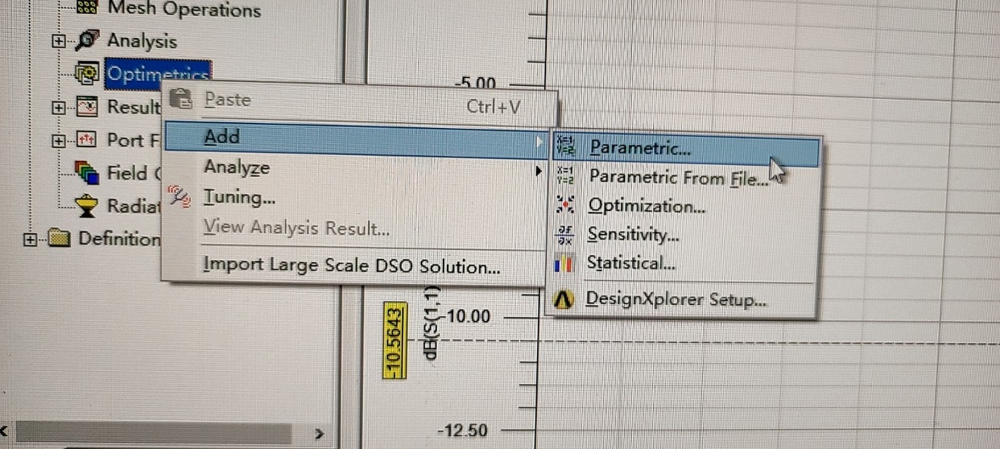 Mesh Operations
Analysis
Optimetrics
Result
Port F
Field
Radiat
Definition
Paste Ctrl+V
Add
Analyze
Tuning...
View Analysis Result...
Import Large Scale DSO Solution...
Parametric...
Parametric From File...
Optimization...
Sensitivity...
Statistical...
DesignXplorer Setup...
-5.00
-10.00
-12.50
-10.5643
dB(S(1,1)